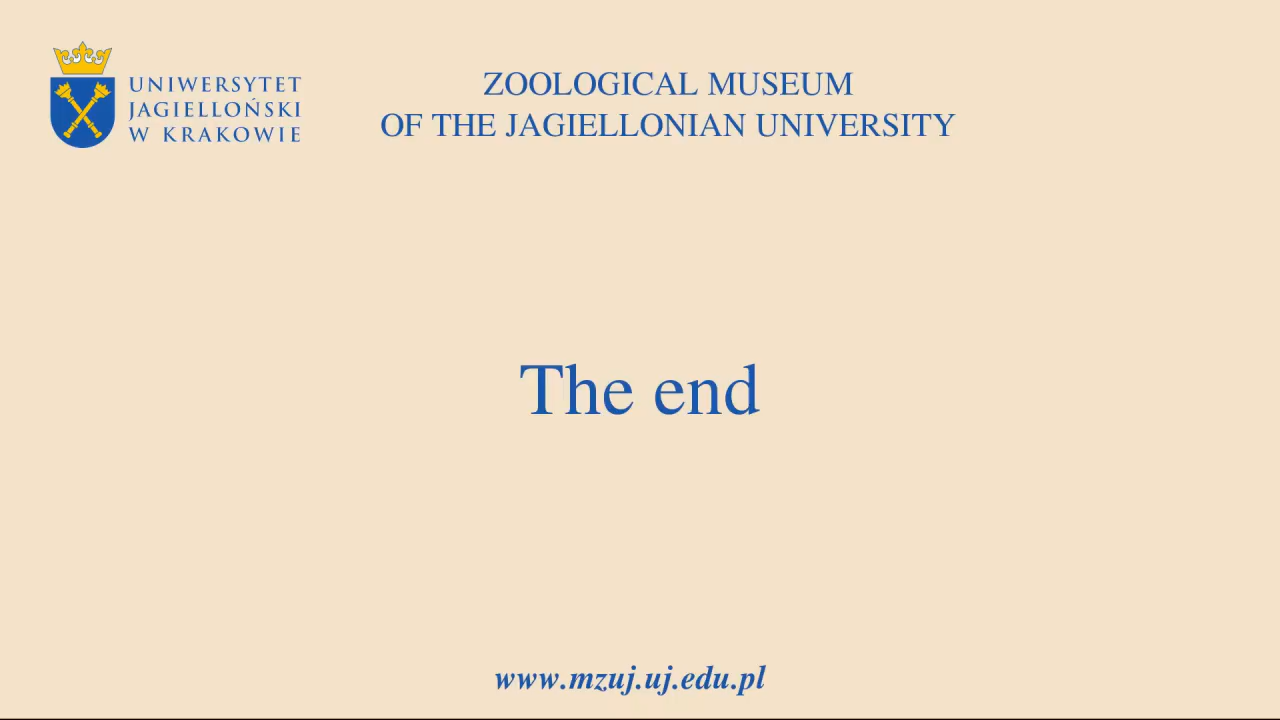 UNIWERSYTET
JAGIELLOŃSKI
W KRAKOWIE
ZOOLOGICAL MUSEUM
OF THE JAGIELLONIAN UNIVERSITY
The end
www.mzuj.uj.edu.pl